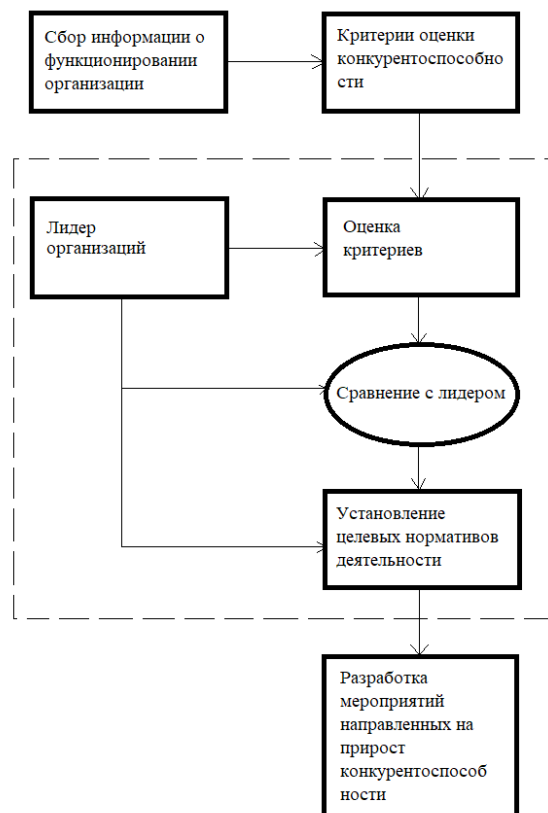 Сбор информации о
функционировании
организации
Критерии оценки
конкурентоспособно
сти
Лидер
организаций
Оценка
критериев
Сравнение с лидером
Установление
целевых нормативов
деятельности
Разработка
мероприятий
направленных на
прирост
конкурентоспособ
ности